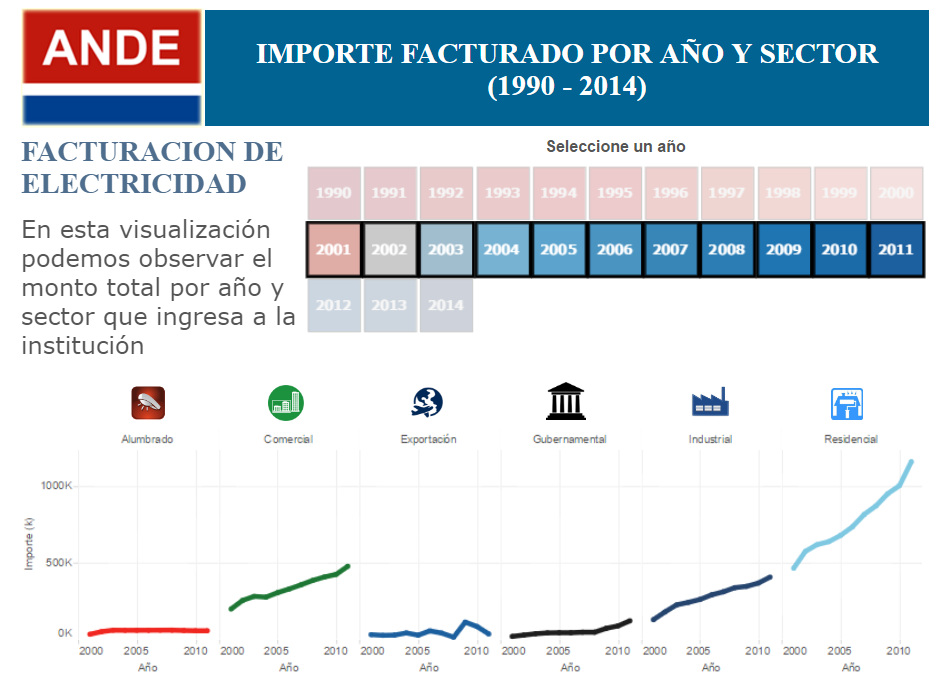 ANDE
IMPORTE FACTURADO POR AÑO Y SECTOR
(1990 - 2014)
FACTURACION DE
ELECTRICIDAD
En esta visualización
podemos observar el
monto total por año y
sector que ingresa a la
institución
Seleccione un año
1990 1991 1992 1993 1994 1995 1996 1997 1998 1999 2000
2001 2002 2003 2004 2005 2006 2007 2008 2009 2010 2011
2012 2013 2014
Alumbrado Comercial Exportación Gubernamental Industrial Residencial
Importe (k)
1000K
500K
0K
2000 2005 2010 2000 2005 2010 2000 2005 2010 2000 2005 2010 2000 2005 2010 2000 2005 2010
Año Año Año Año Año Año